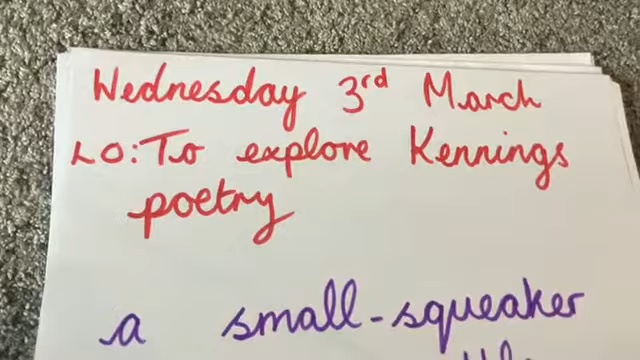 Wednesday 3rd March
LO: To explore Kennings
poetry
a small-squeaker